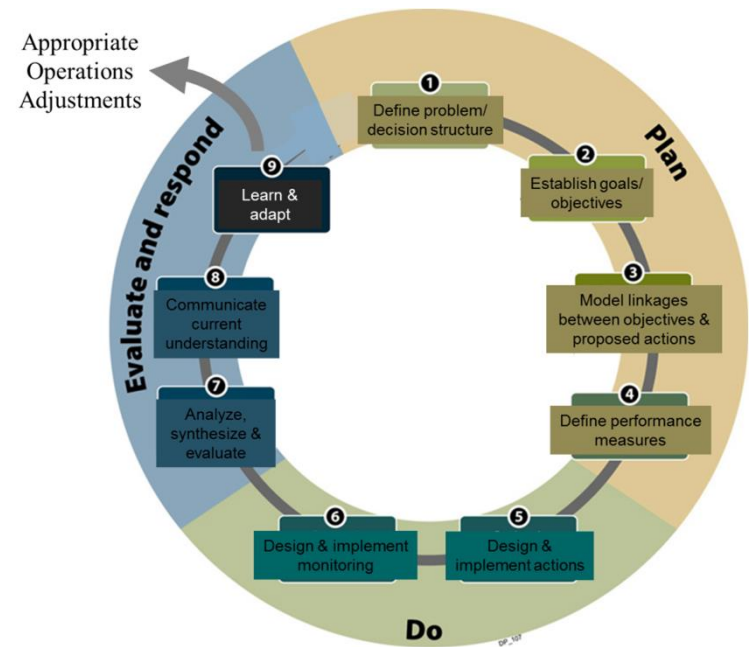 Appropriate
Operations
Adjustments
Plan
1
Define problem/
decision structure
2
Establish goals/
objectives
3
Model linkages
between objectives &
proposed actions
4
Define performance
measures
Do
5
Design &
implement actions
6
Design & implement
monitoring
Evaluate and respond
7
Analyze,
synthesize &
evaluate
8
Communicate
current
understanding
9
Learn &
adapt
DP_107